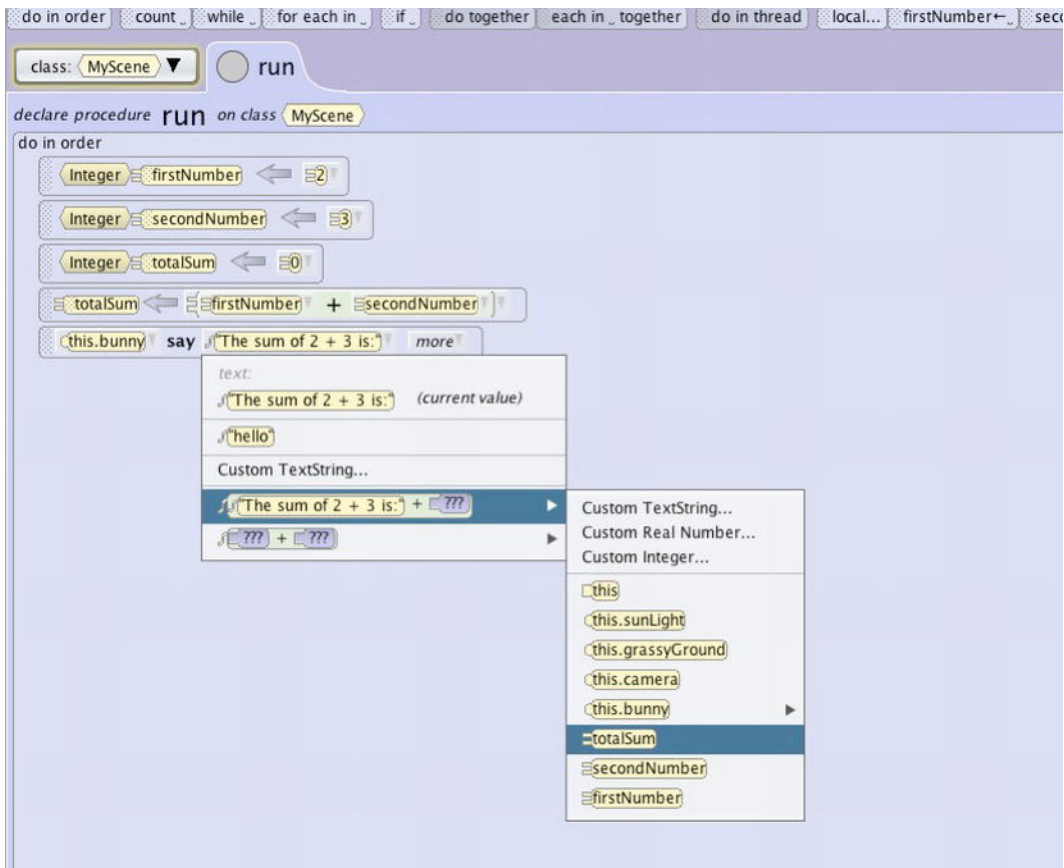 do in order count _ while _ for each in _ if _ do together each in _ together do in thread local... firstNumber←_
class: MyScene run
declare procedure run on class MyScene
do in order
Integer firstNumber 2
Integer secondNumber 3
Integer totalSum 0
totalSum firstNumber + secondNumber
this.bunny say "The sum of 2 + 3 is:" more
text:
"The sum of 2 + 3 is:" (current value)
"hello"
Custom TextString...
"The sum of 2 + 3 is:" + ???
??? + ???
Custom TextString...
Custom Real Number...
Custom Integer...
this
this.sunLight
this.grassyGround
this.camera
this.bunny
totalSum
secondNumber
firstNumber